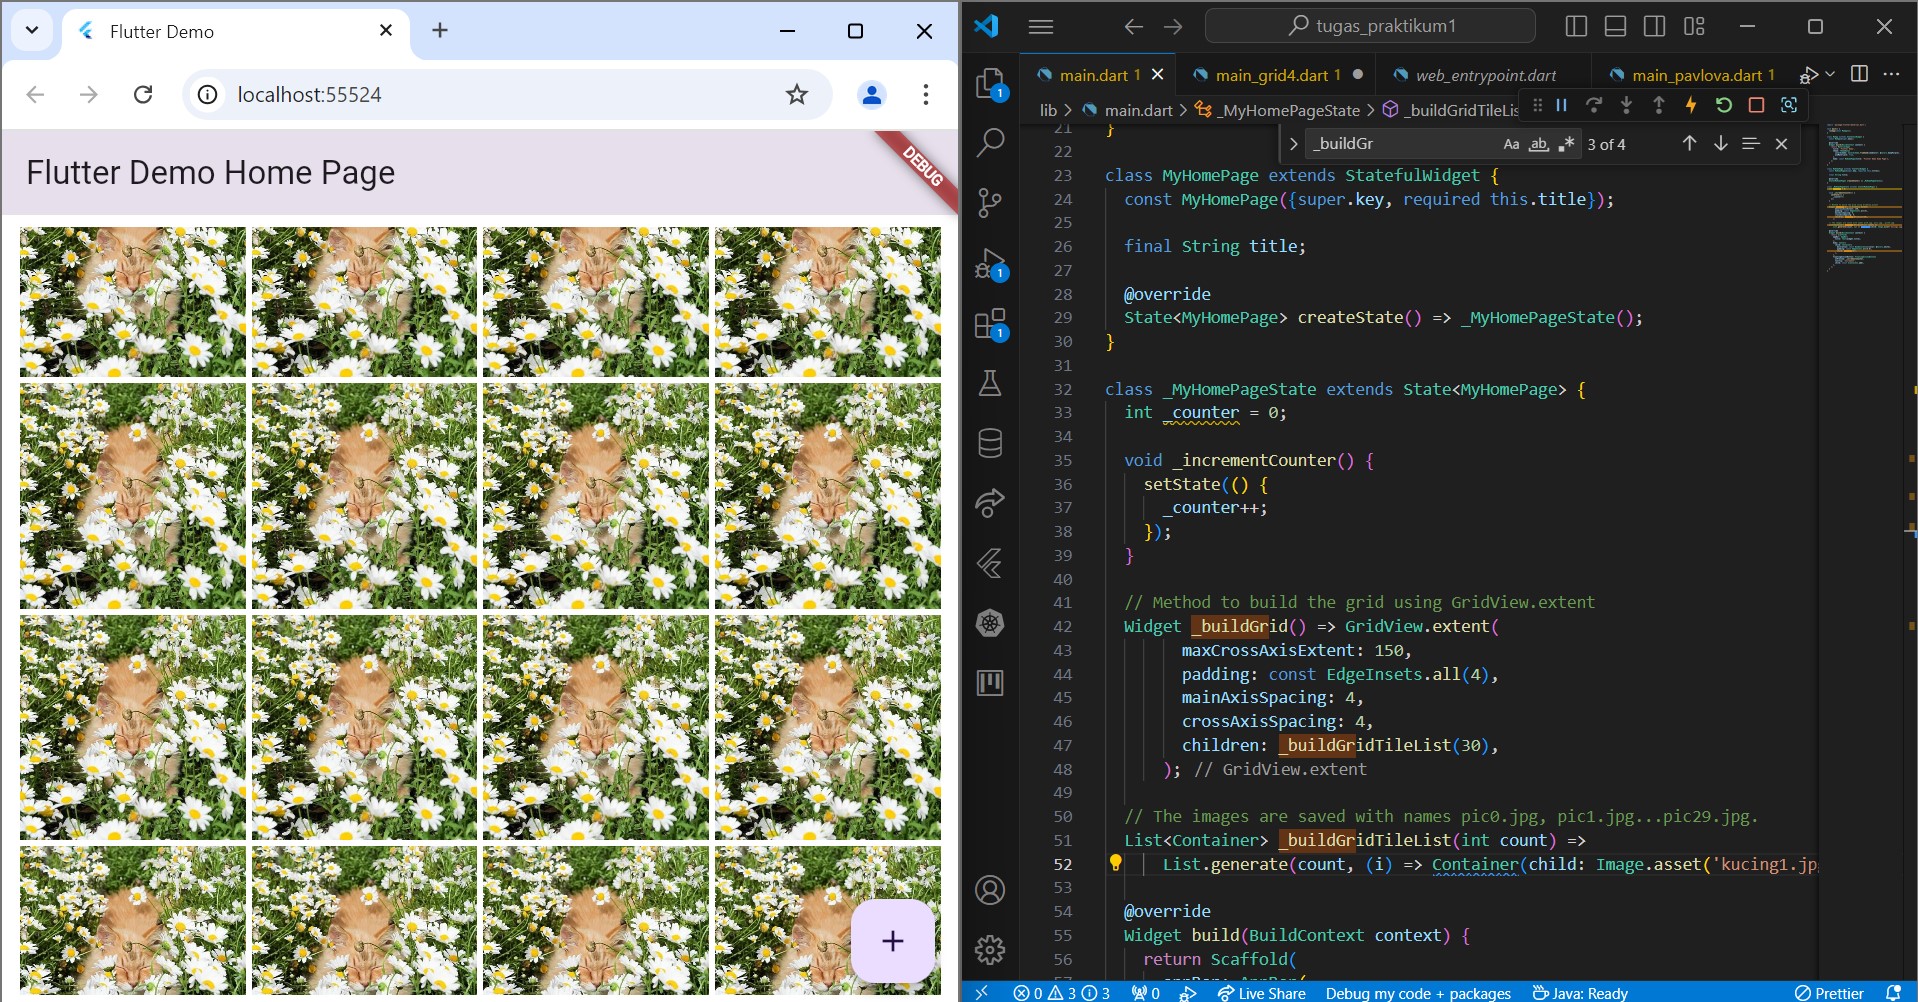 Flutter Demo
localhost:55524
Flutter Demo Home Page
DEBUG
tugas_praktikum1
main.dart 1
main_grid4.dart 1
web_entrypoint.dart
main_pavlova.dart 1
lib > main.dart > _MyHomePageState > _buildGridTileLis
_buildGr
Aa ab .* 3 of 4
1
1
1
21 }
22
23 class MyHomePage extends StatefulWidget {
24 const MyHomePage({super.key, required this.title});
25
26 final String title;
27
28 @override
29 State<MyHomePage> createState() => _MyHomePageState();
30 }
31
32 class _MyHomePageState extends State<MyHomePage> {
33 int _counter = 0;
34
35 void _incrementCounter() {
36 setState(() {
37 _counter++;
38 });
39 }
40
41 // Method to build the grid using GridView.extent
42 Widget _buildGrid() => GridView.extent(
43 maxCrossAxisExtent: 150,
44 padding: const EdgeInsets.all(4),
45 mainAxisSpacing: 4,
46 crossAxisSpacing: 4,
47 children: _buildGridTileList(30),
48 ); // GridView.extent
49
50 // The images are saved with names pic0.jpg, pic1.jpg...pic29.jpg.
51 List<Container> _buildGridTileList(int count) =>
52 List.generate(count, (i) => Container(child: Image.asset('kucing1.jp
53
54 @override
55 Widget build(BuildContext context) {
56 return Scaffold(
0 3 3 0 Live Share Debug my code + packages Java: Ready Prettier